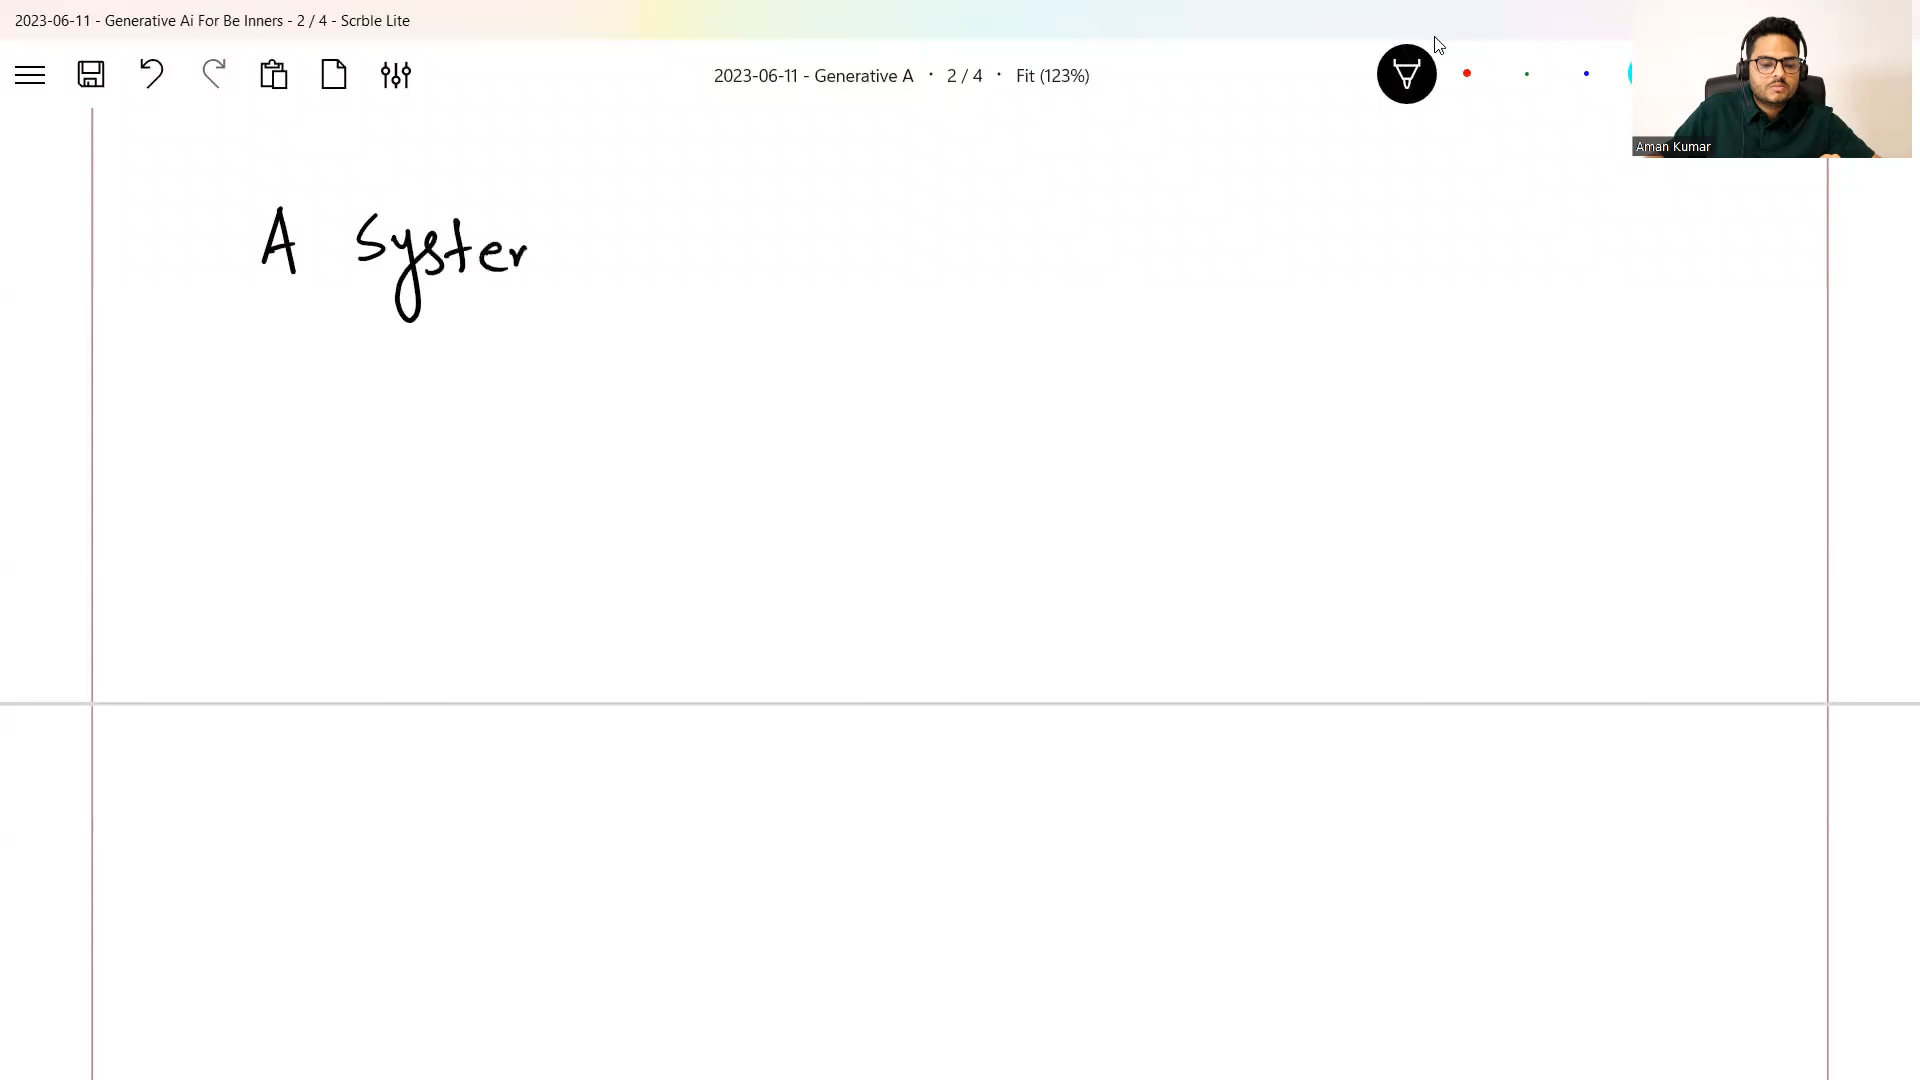 2023-06-11 - Generative Ai For Be Inners - 2 / 4 - Scrble Lite
2023-06-11 - Generative A • 2 / 4 • Fit (123%)
Aman Kumar
A Syster